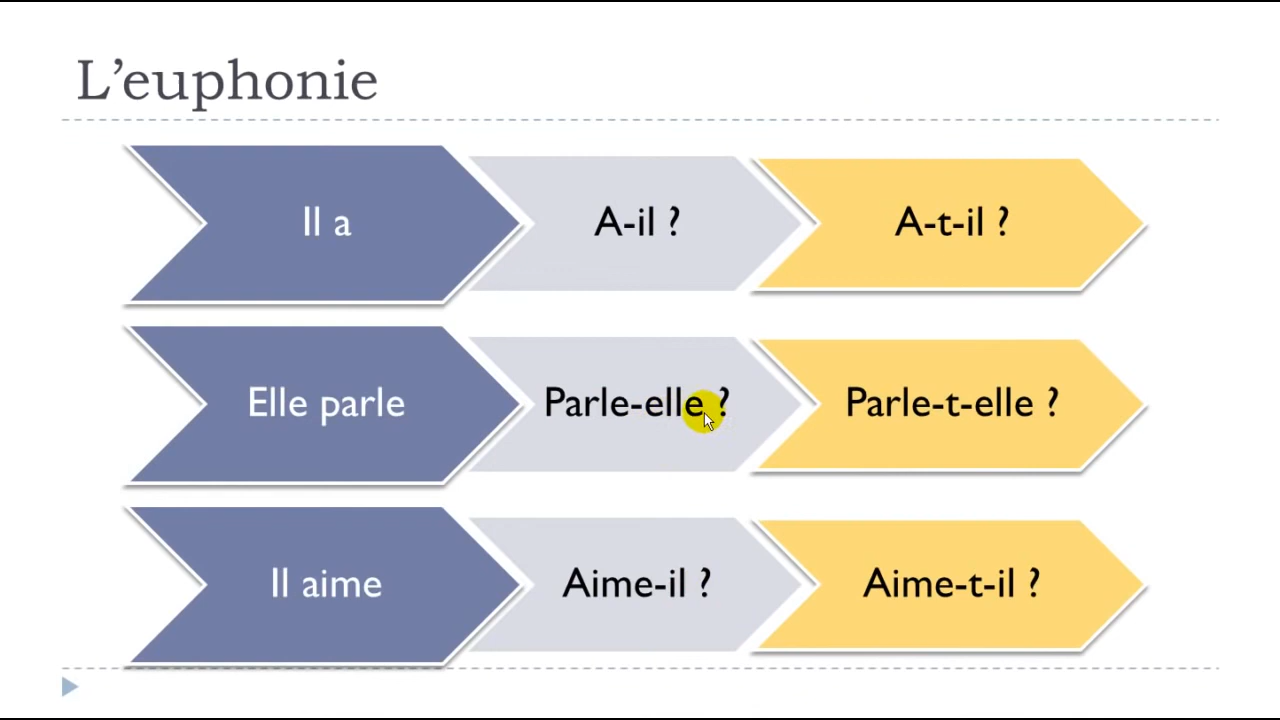 L’euphonie
Il a
A-il ?
A-t-il ?
Elle parle
Parle-elle ?
Parle-t-elle ?
Il aime
Aime-il ?
Aime-t-il ?